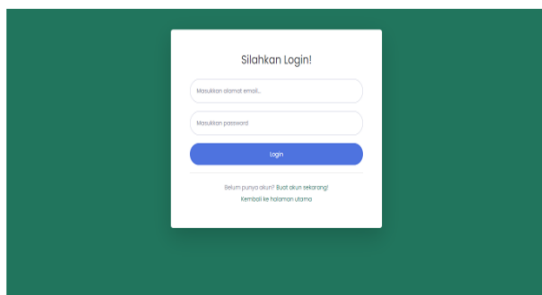 Silahkan Login!
Masukkan alamat email...
Masukkan password
Login
Belum punya akun? Buat akun sekarang!
Kembali ke halaman utama